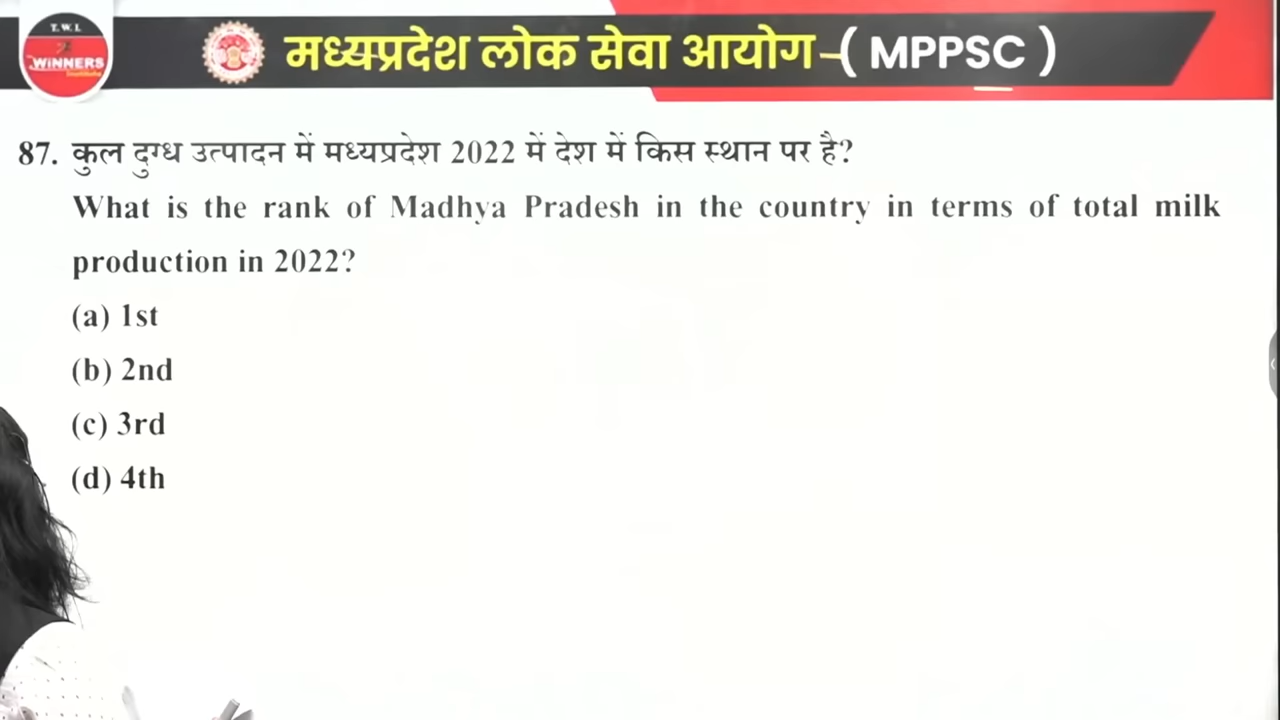 T.W.I.
WINNERS
मध्यप्रदेश लोक सेवा आयोग-( MPPSC )
87. कुल दुग्ध उत्पादन में मध्यप्रदेश 2022 में देश में किस स्थान पर है?
What is the rank of Madhya Pradesh in the country in terms of total milk
production in 2022?
(a) 1st
(b) 2nd
(c) 3rd
(d) 4th